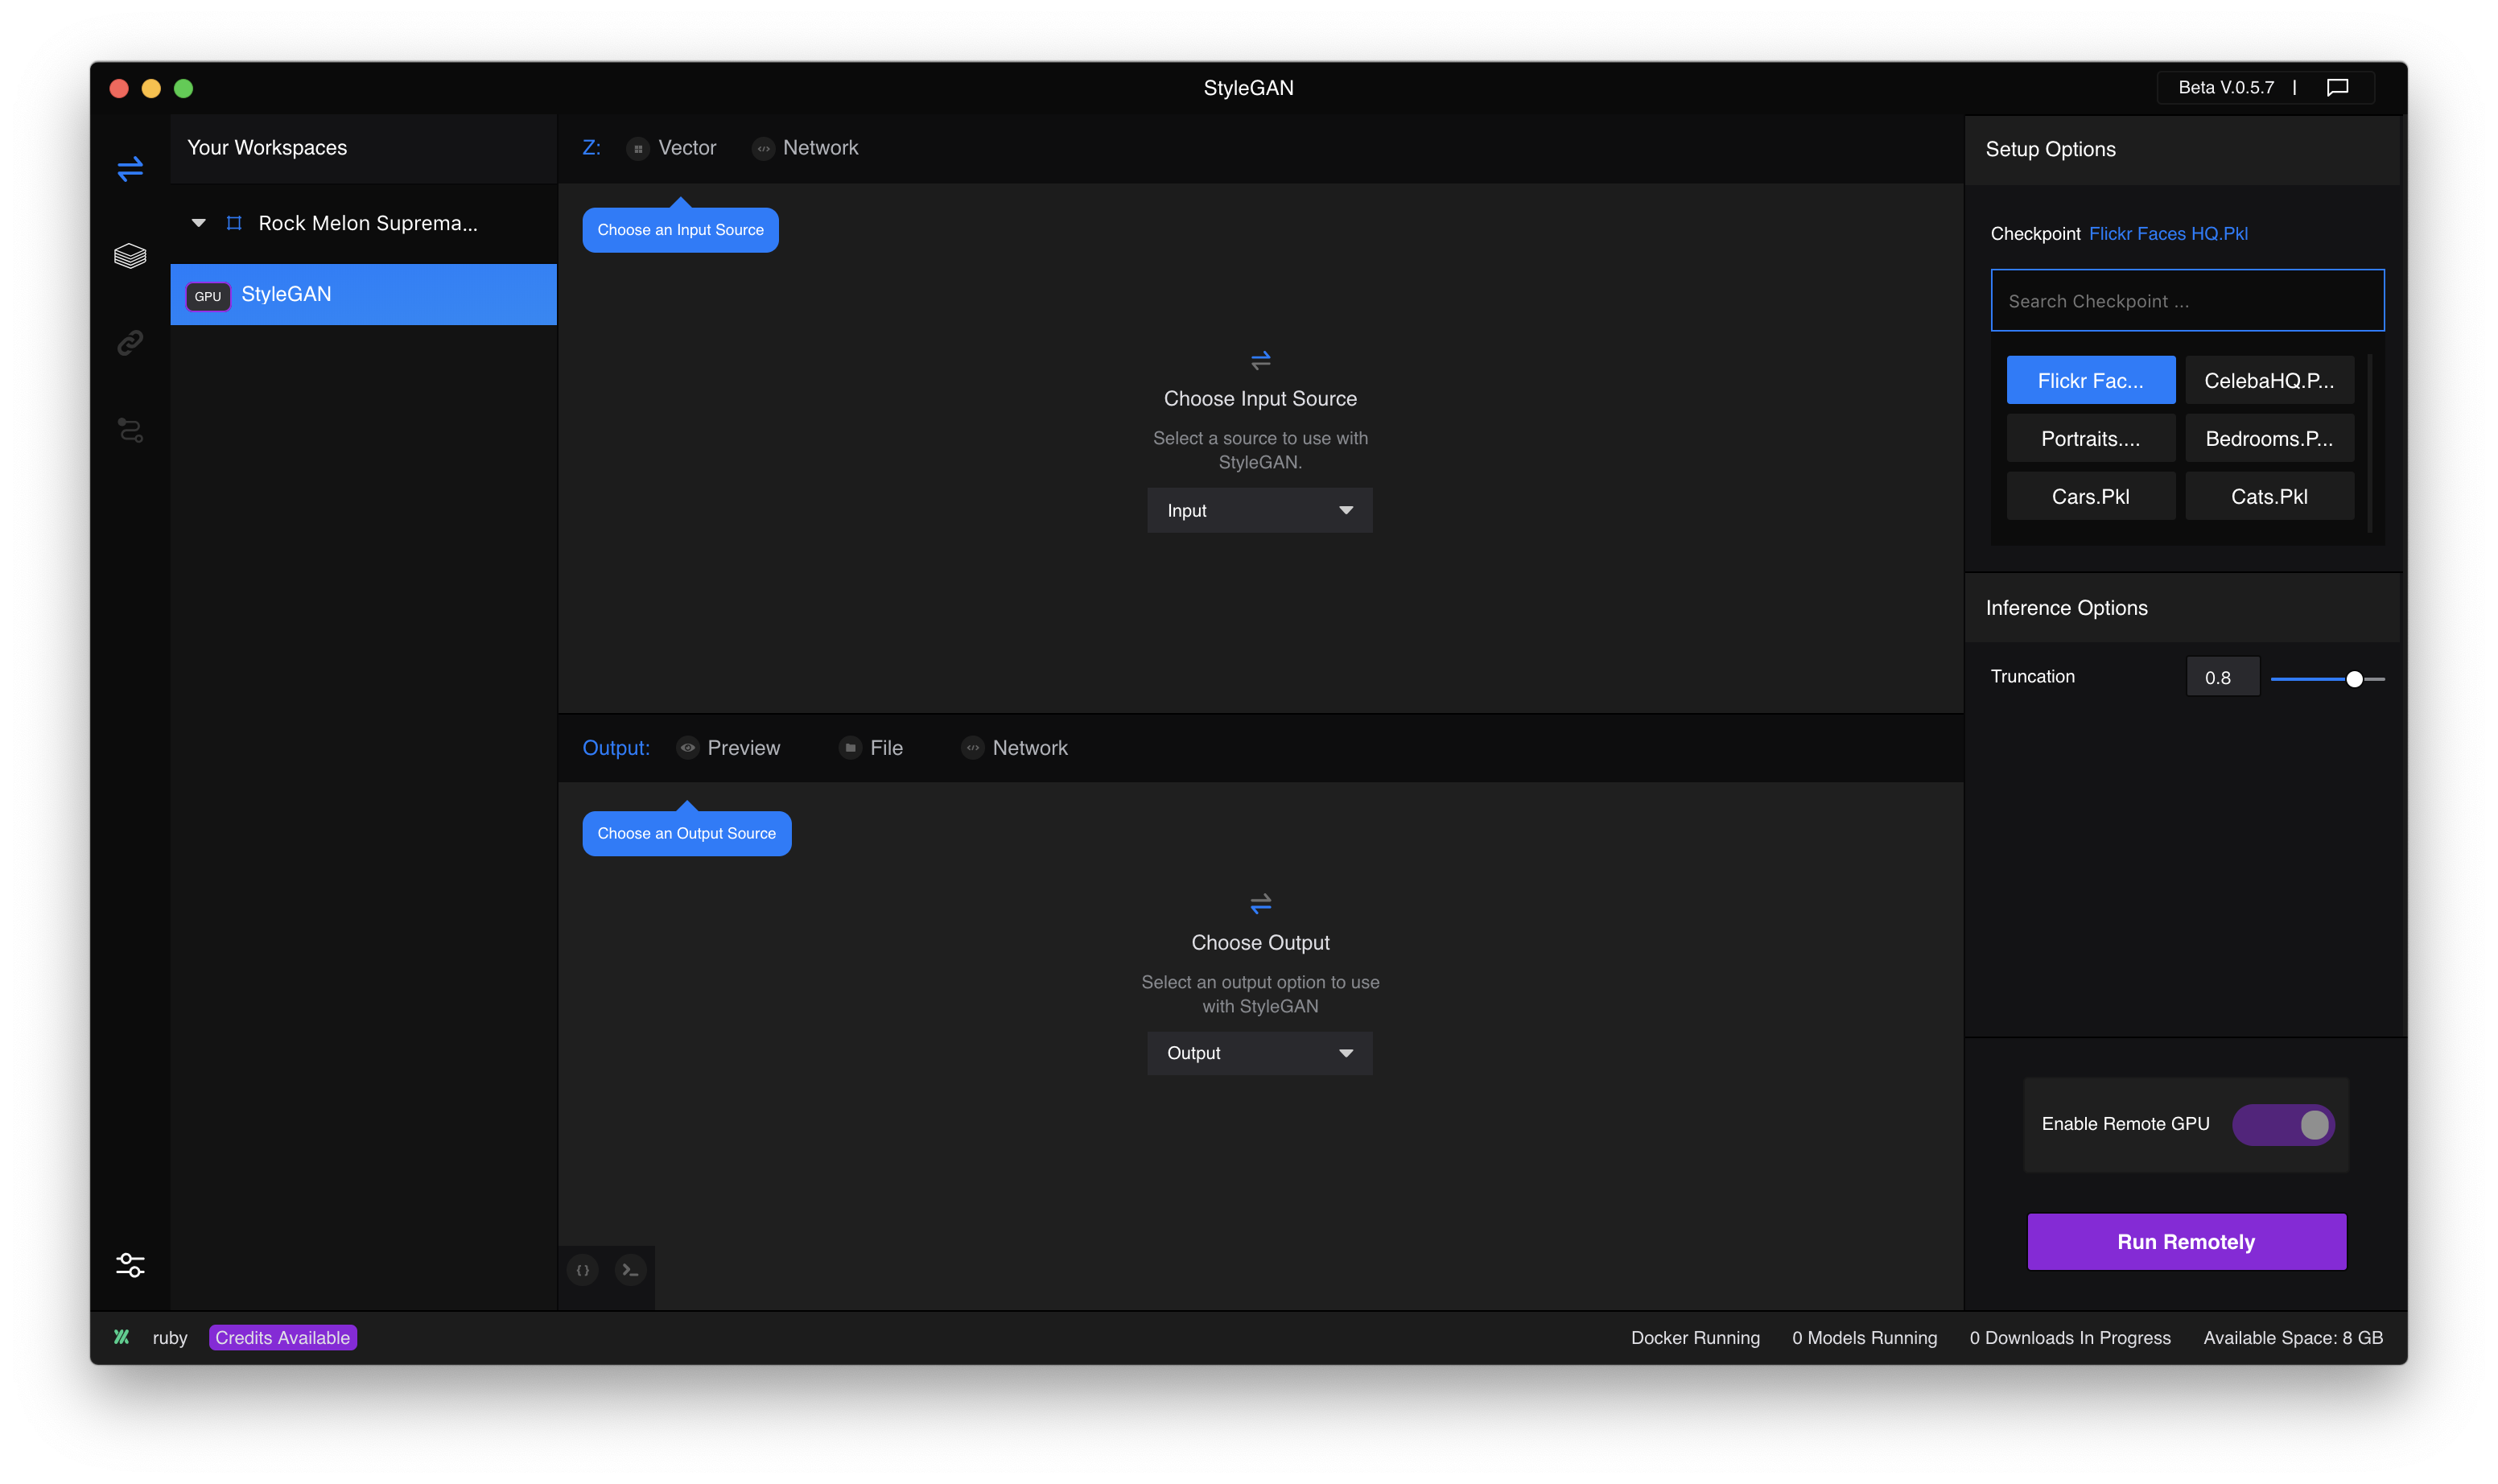 StyleGAN
Beta V.0.5.7
Your Workspaces
Rock Melon Suprema...
GPU StyleGAN
Z: Vector Network
Choose an Input Source
Choose Input Source
Select a source to use with
StyleGAN.
Input
Output: Preview File Network
Choose an Output Source
Choose Output
Select an output option to use
with StyleGAN
Output
Setup Options
Checkpoint Flickr Faces HQ.Pkl
Search Checkpoint ...
Flickr Fac... CelebaHQ.P...
Portraits.... Bedrooms.P...
Cars.Pkl Cats.Pkl
Inference Options
Truncation 0.8
Enable Remote GPU
Run Remotely
ruby Credits Available
Docker Running 0 Models Running 0 Downloads In Progress Available Space: 8 GB